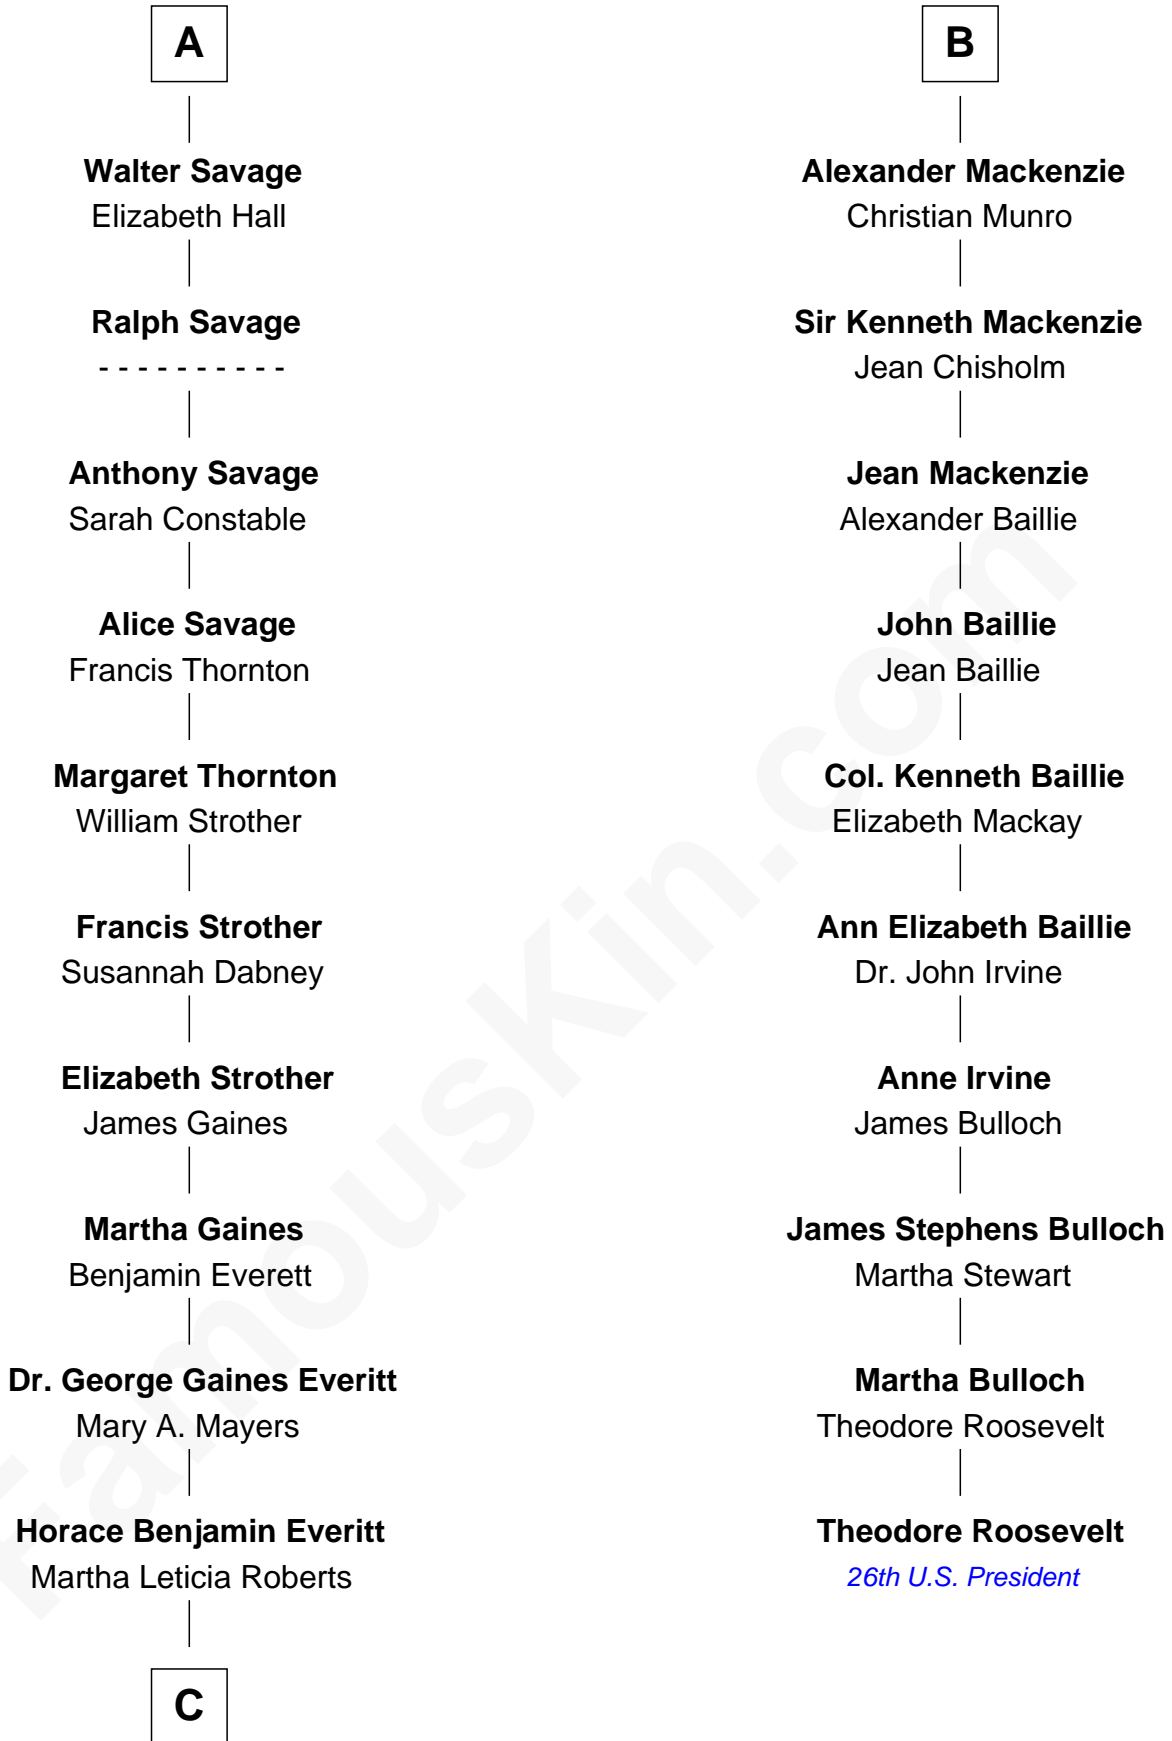 A
Walter Savage
Elizabeth Hall
Ralph Savage
- - - - - - - - - -
Anthony Savage
Sarah Constable
Alice Savage
Francis Thornton
Margaret Thornton
William Strother
Francis Strother
Susannah Dabney
Elizabeth Strother
James Gaines
Martha Gaines
Benjamin Everett
Dr. George Gaines Everitt
Mary A. Mayers
Horace Benjamin Everitt
Martha Leticia Roberts
C
B
Alexander Mackenzie
Christian Munro
Sir Kenneth Mackenzie
Jean Chisholm
Jean Mackenzie
Alexander Baillie
John Baillie
Jean Baillie
Col. Kenneth Baillie
Elizabeth Mackay
Ann Elizabeth Baillie
Dr. John Irvine
Anne Irvine
James Bulloch
James Stephens Bulloch
Martha Stewart
Martha Bulloch
Theodore Roosevelt
Theodore Roosevelt
26th U.S. President
FamousKin.com